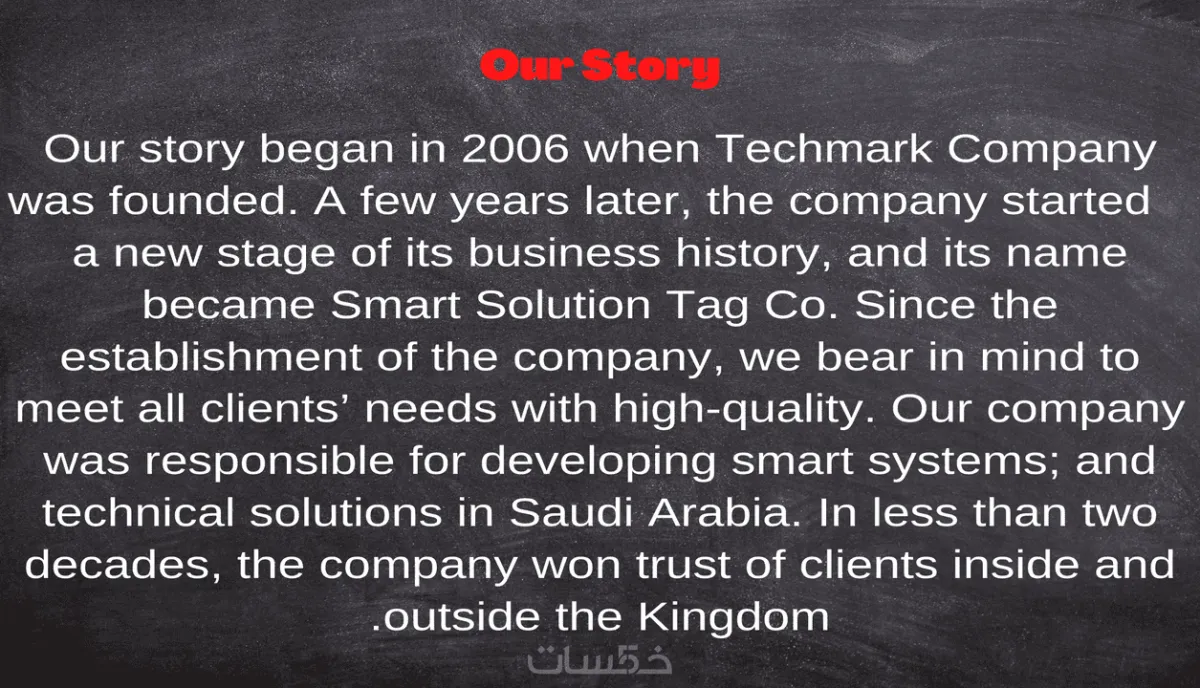 Our Story
Our story began in 2006 when Techmark Company
was founded. A few years later, the company started
a new stage of its business history, and its name
became Smart Solution Tag Co. Since the
establishment of the company, we bear in mind to
meet all clients’ needs with high-quality. Our company
was responsible for developing smart systems; and
technical solutions in Saudi Arabia. In less than two
decades, the company won trust of clients inside and
.outside the Kingdom
خمسات